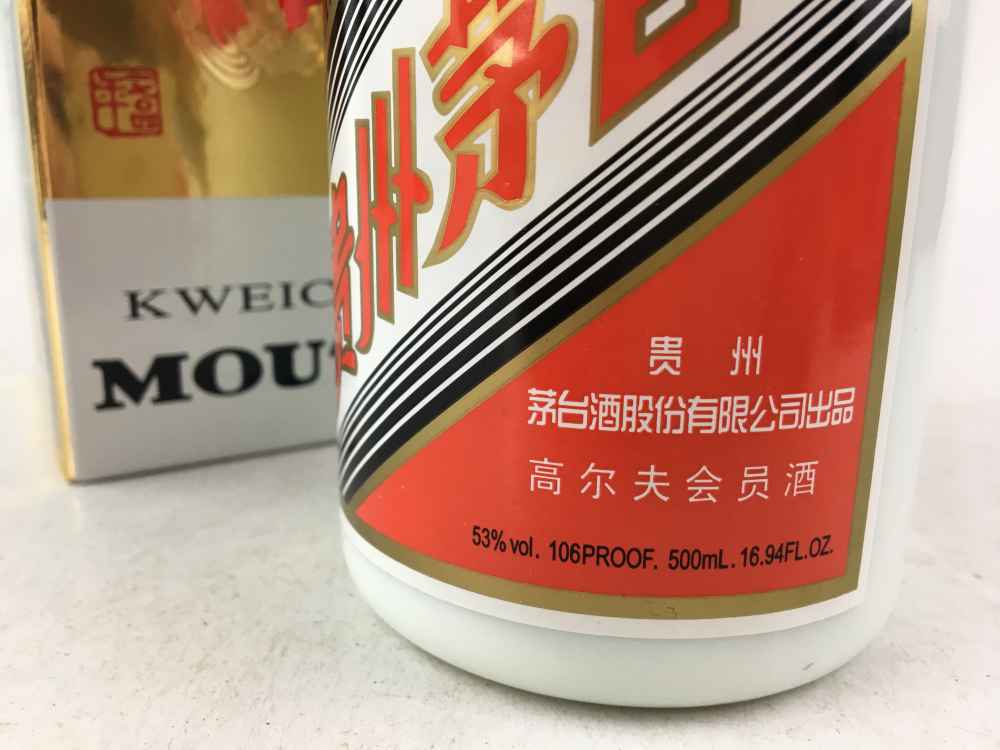 KWEIC
MOUT
贵州茅台
贵 州
茅台酒股份有限公司出品
高尔夫会员酒
53%vol. 106PROOF. 500mL. 16.94FL.OZ.